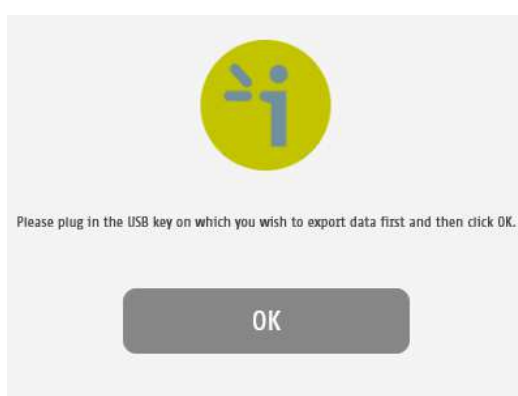 Please plug in the USB key on which you wish to export data first and then click OK.
OK